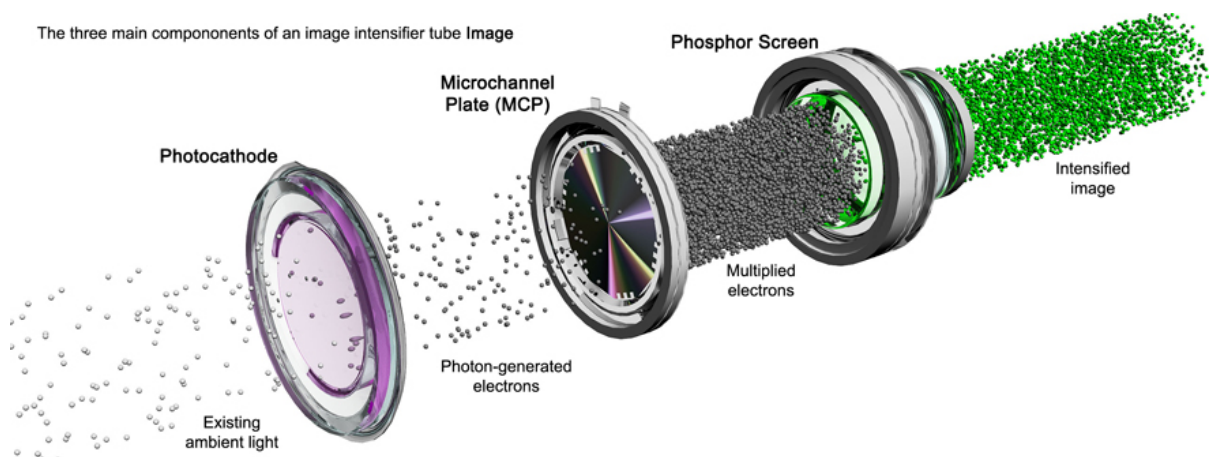 The three main compononents of an image intensifier tube Image
Phosphor Screen
Microchannel
Plate (MCP)
Photocathode
Intensified
image
Multiplied
electrons
Photon-generated
electrons
Existing
ambient light